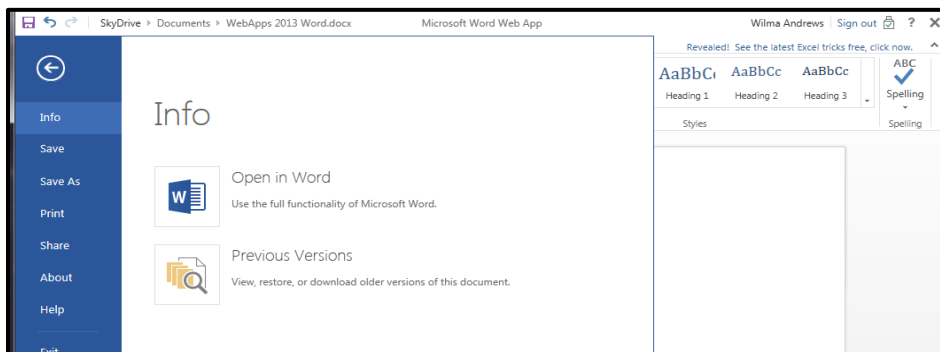 SkyDrive ▸ Documents ▸ WebApps 2013 Word.docx Microsoft Word Web App Wilma Andrews Sign out ?
Revealed! See the latest Excel tricks free, click now.
AaBbC AaBbCc AaBbCc ABC
Heading 1 Heading 2 Heading 3 Spelling
Styles Spelling
Info
Save
Save As
Print
Share
About
Help
Exit
Info
W
Open in Word
Use the full functionality of Microsoft Word.
Previous Versions
View, restore, or download older versions of this document.